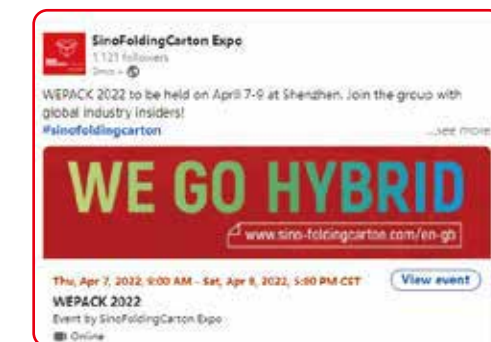 SinoFoldingCarton Expo
1,121 followers
2mos •
WEPACK 2022 to be held on April 7-9 at Shenzhen. Join the group with
global industry insiders!
#sinofoldingcarton
...see more
WE GO HYBRID
www.sino-foldingcarton.com/en-gb
Thu, Apr 7, 2022, 9:00 AM - Sat, Apr 9, 2022, 5:00 PM CST
View event
WEPACK 2022
Event by SinoFoldingCarton Expo
Online